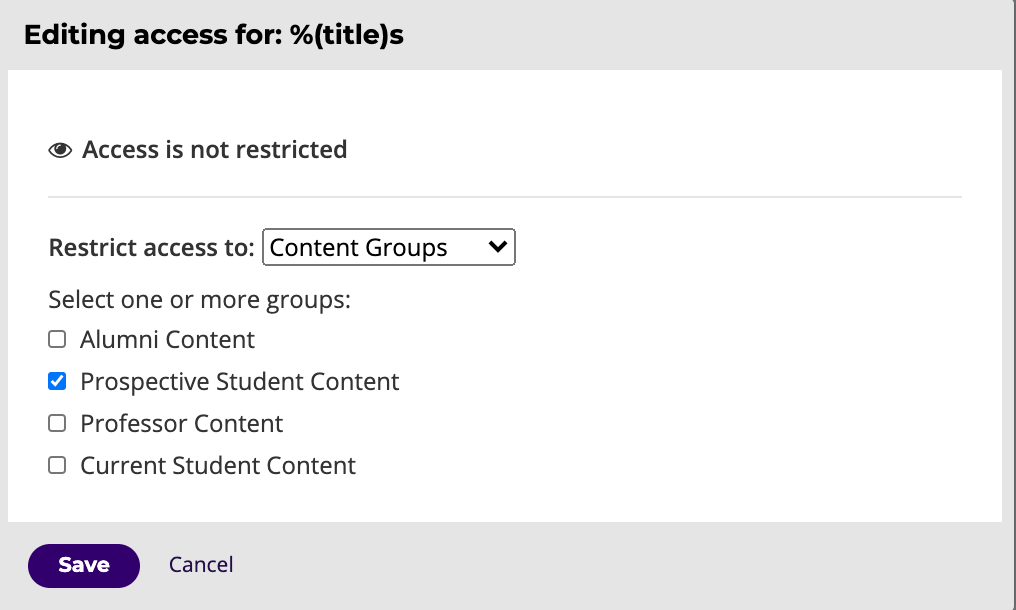 Editing access for: %(title)s
Access is not restricted
Restrict access to: Content Groups
Select one or more groups:
Alumni Content
Prospective Student Content
Professor Content
Current Student Content
Save Cancel